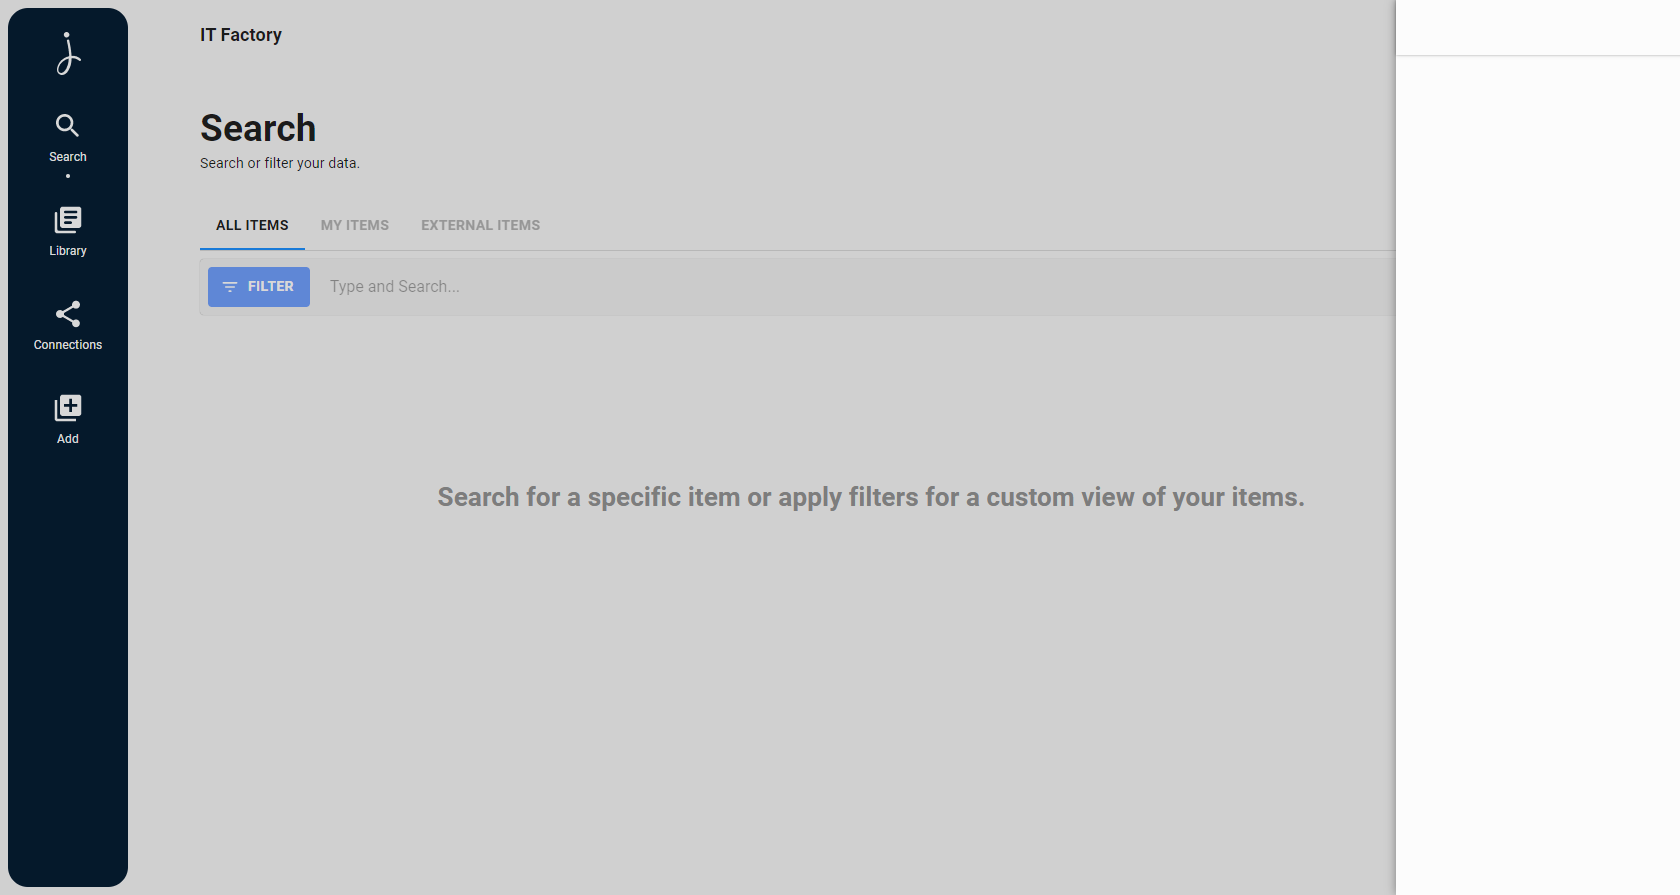 IT Factory
Search
Search or filter your data.
Search
Library
Connections
Add
ALL ITEMS
MY ITEMS
EXTERNAL ITEMS
FILTER
Type and Search...
Search for a specific item or apply filters for a custom view of your items.